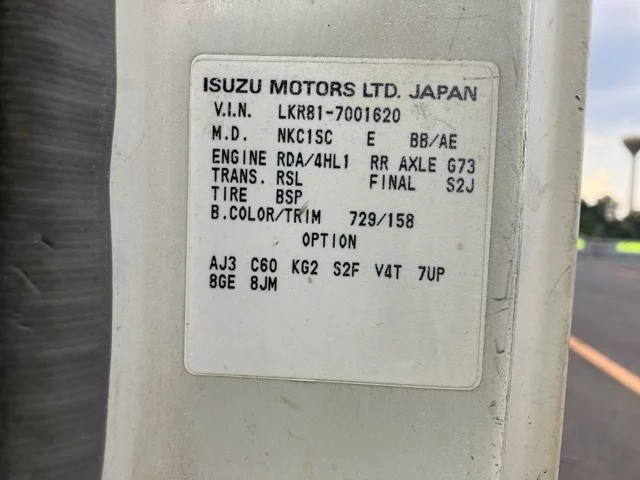 ISUZU MOTORS LTD. JAPAN
V.I.N. LKR81-7001620
M.D. NKC1SC E BB/AE
ENGINE RDA/4HL1 RR AXLE G73
TRANS. RSL FINAL S2J
TIRE BSP
B.COLOR/TRIM 729/158
OPTION
AJ3 C60 KG2 S2F V4T 7UP
8GE 8JM